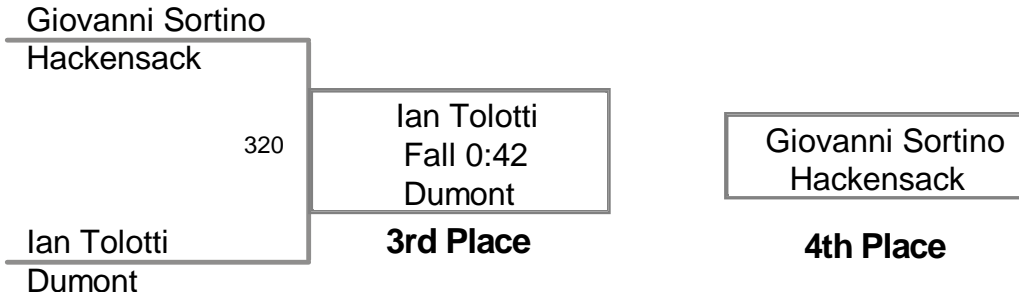 Giovanni Sortino
Hackensack
320
Ian Tolotti
Dumont
Ian Tolotti
Fall 0:42
Dumont
3rd Place
Giovanni Sortino
Hackensack
4th Place